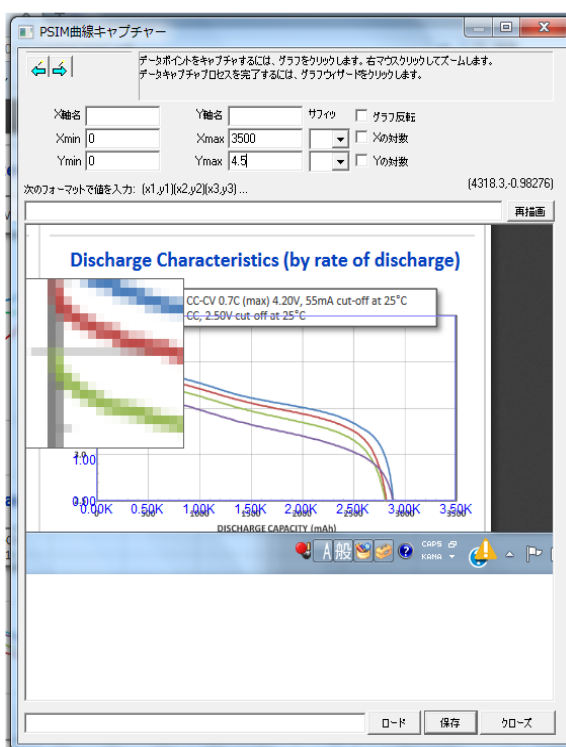 PSIM曲線キャプチャー
データポイントをキャプチャするには、グラフをクリックします。右マウスクリックしてズームします。
データキャプチャプロセスを完了するには、グラフウィザードをクリックします。
X軸名 Y軸名 サフィツ グラフ反転
Xmin 0 Xmax 3500 Xの対数
Ymin 0 Ymax 4.5 Yの対数
次のフォーマットで値を入力: (x1,y1)(x2,y2)(x3,y3) ...
(4318.3,-0.98276)
再描画
Discharge Characteristics (by rate of discharge)
CC-CV 0.7C (max) 4.20V, 55mA cut-off at 25°C
CC, 2.50V cut-off at 25°C
1.00
0.00
0.00K 0.50K 1.00K 1.50K 2.00K 2.50K 3.00K 3.50K
500 1000 1500 2000 2500 3000 3500
DISCHARGE CAPACITY (mAh)
A 般 CAPS
KANA
ロード 保存 クローズ